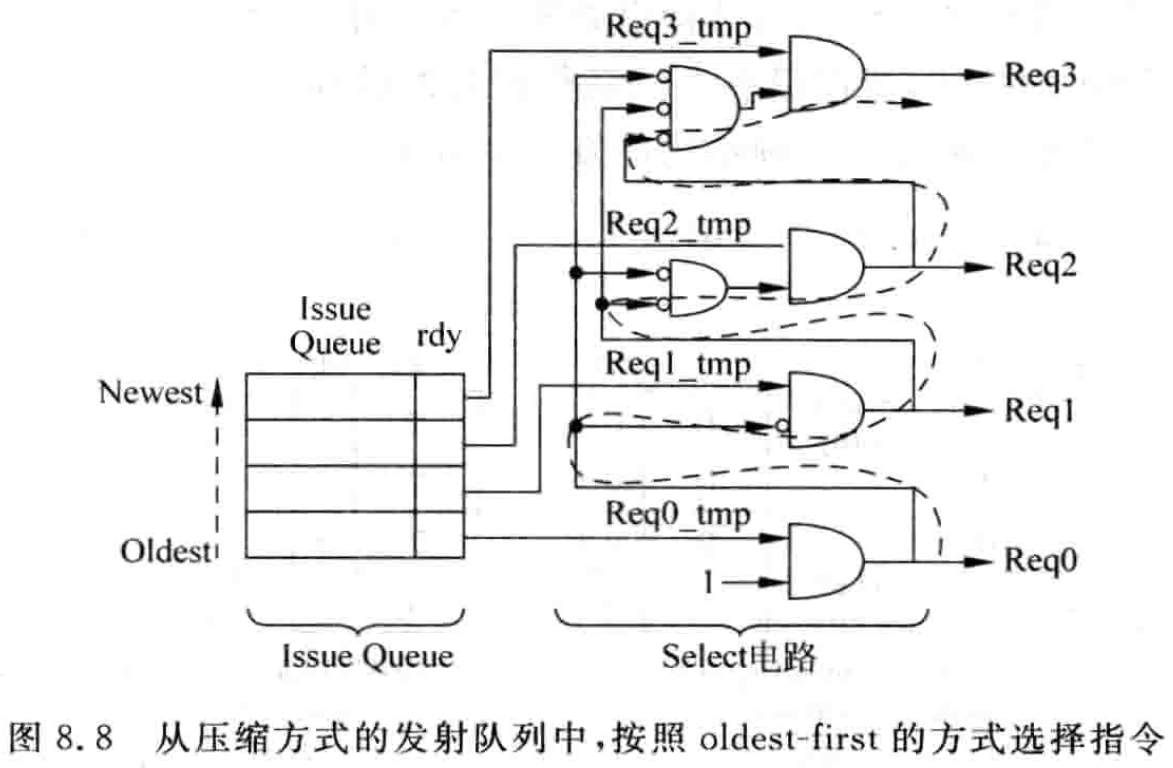 Req3_tmp
Req3
Req2_tmp
Req2
Issue
Queue
rdy
Newest
Req1_tmp
Req1
Req0_tmp
Oldest
1
Req0
Issue Queue
Select电路
图 8.8 从压缩方式的发射队列中,按照 oldest-first 的方式选择指令